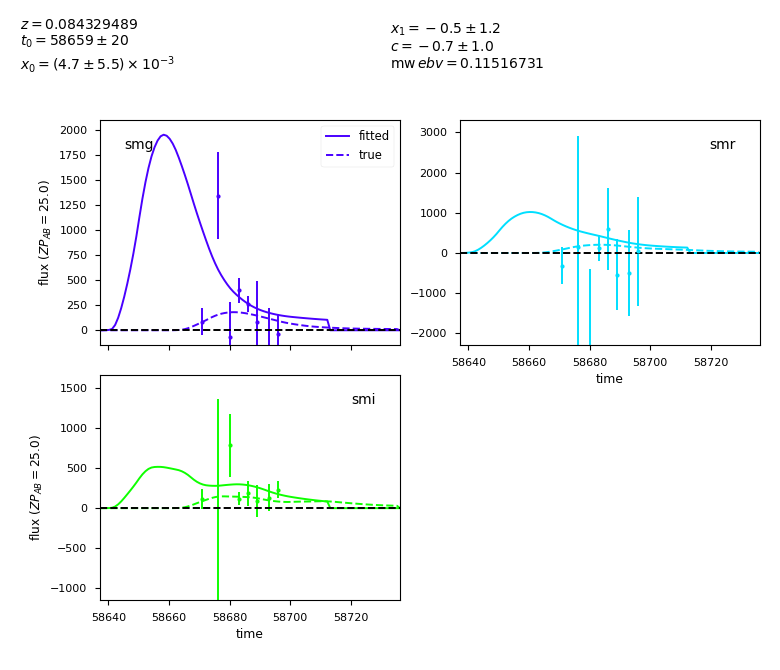 z = 0.084329489
t₀ = 58659 ± 20
x₀ = (4.7 ± 5.5) × 10⁻³
x₁ = −0.5 ± 1.2
c = −0.7 ± 1.0
mw ebv = 0.11516731
smg
fitted
true
2000
1750
1500
1250
1000
750
500
250
0
flux (ZP_AB = 25.0)
smr
3000
2000
1000
0
−1000
−2000
58640 58660 58680 58700 58720
time
smi
1500
1000
500
0
−500
−1000
flux (ZP_AB = 25.0)
58640 58660 58680 58700 58720
time